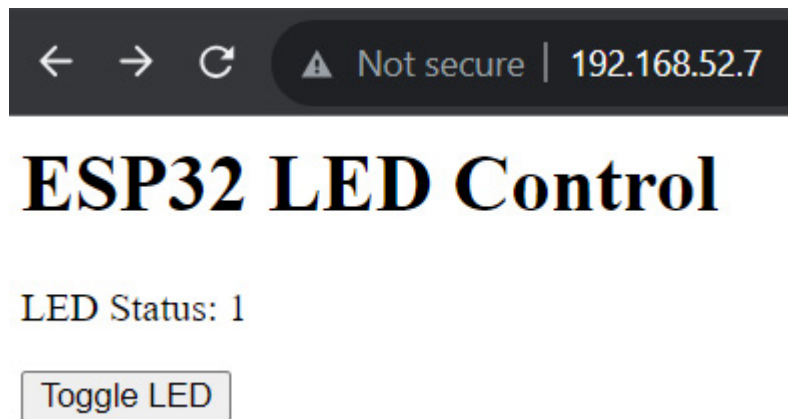 Not secure | 192.168.52.7
ESP32 LED Control
LED Status: 1
Toggle LED